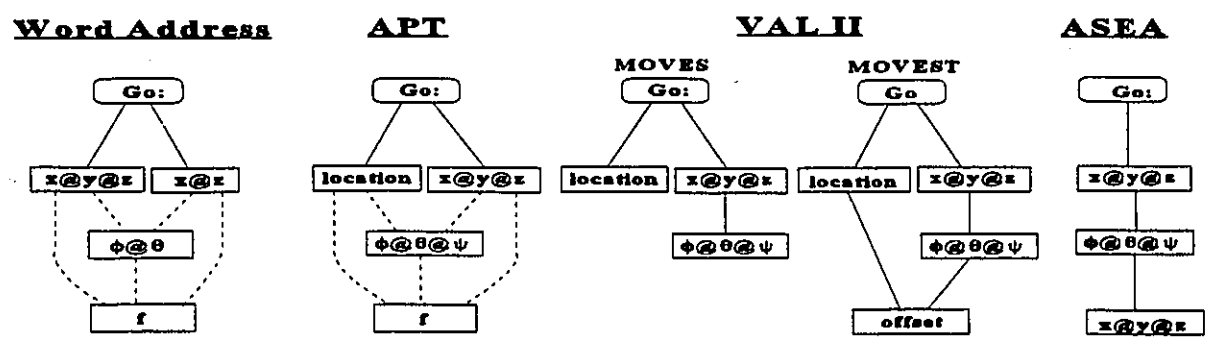 Word Address APT VAL II ASEA
MOVES MOVEST
Go: Go: Go: Go Go:
x@y@z x@z location x@y@z location x@y@z location x@y@z x@y@z
ϕ@θ ϕ@θ@ψ ϕ@θ@ψ ϕ@θ@ψ ϕ@θ@ψ
f f offset x@y@z